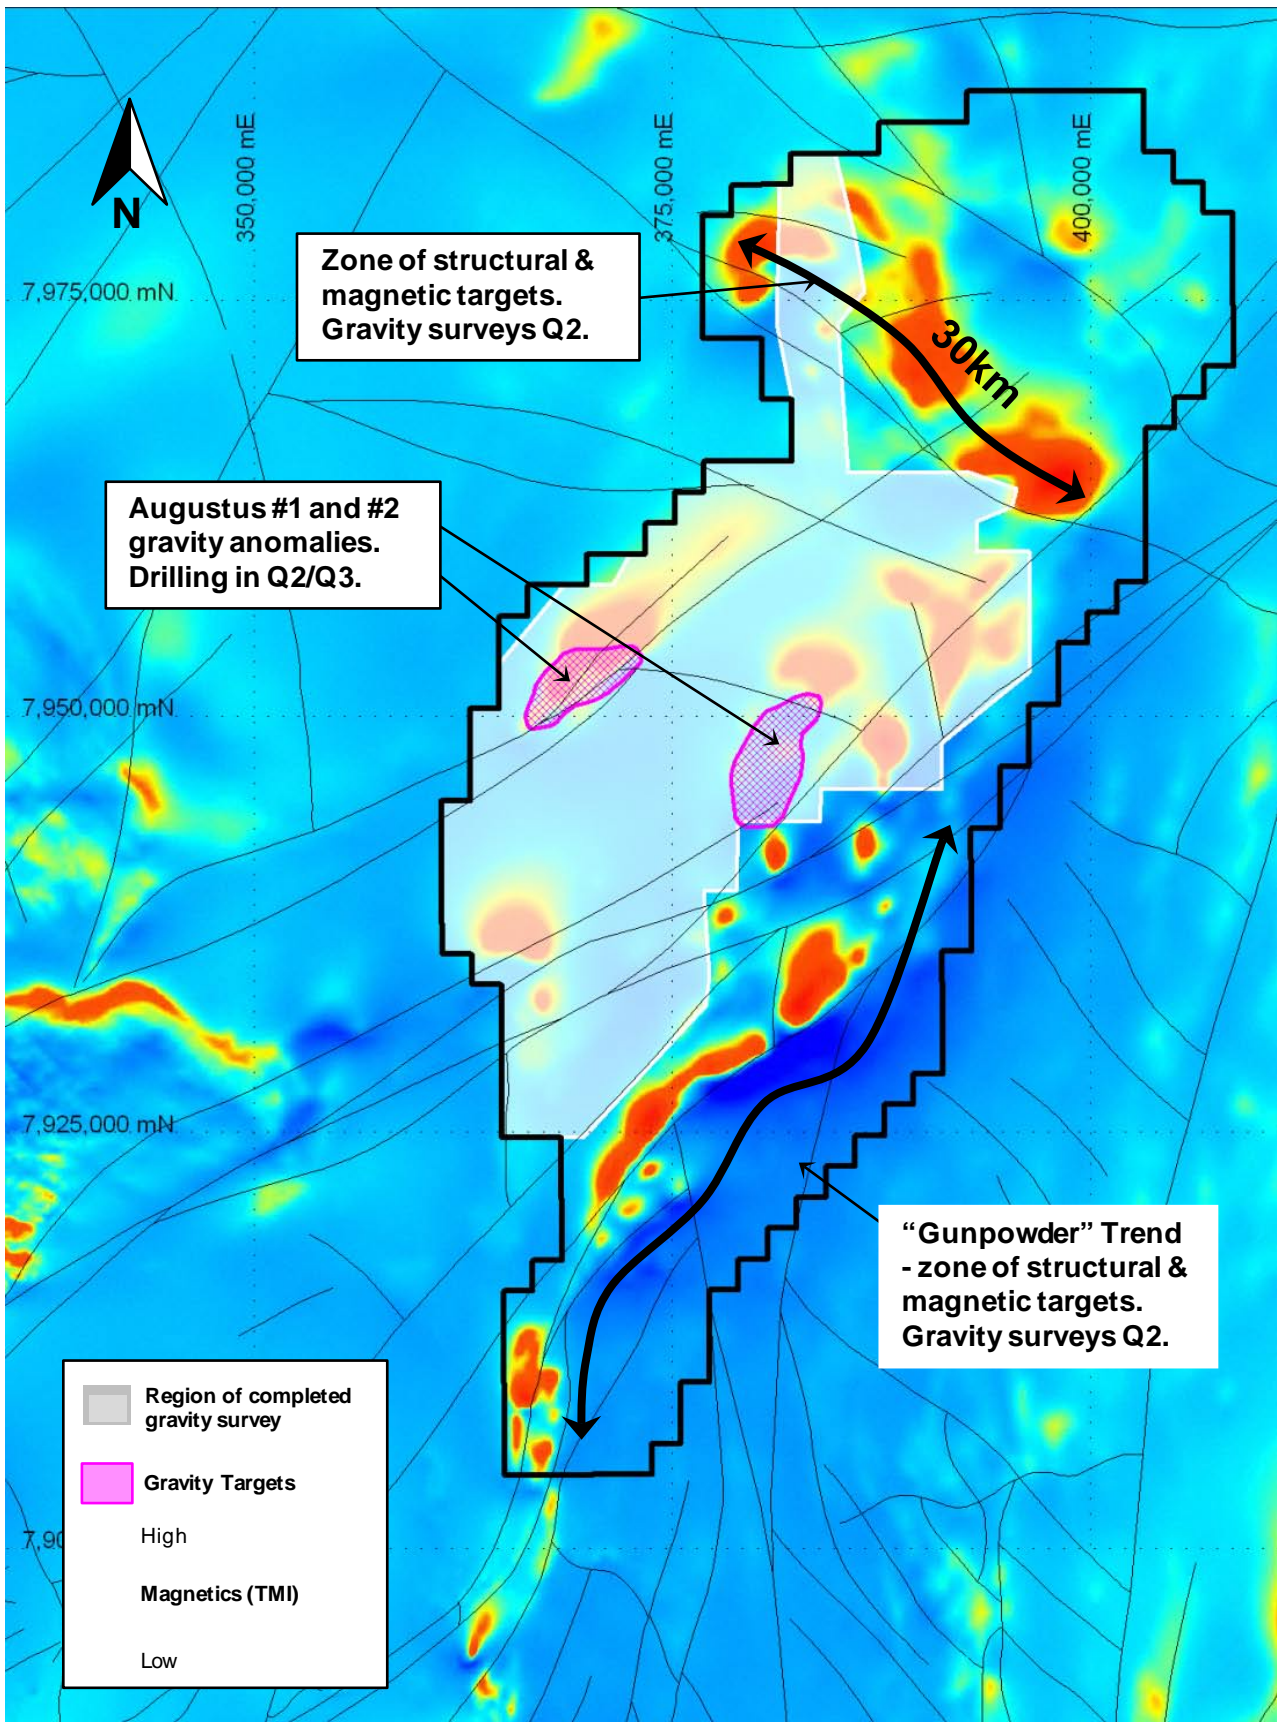 350,000 mE
375,000 mE
400,000 mE
N
7,975,000 mN
Zone of structural &
magnetic targets.
Gravity surveys Q2.
30km
Augustus #1 and #2
gravity anomalies.
Drilling in Q2/Q3.
7,950,000 mN
7,925,000 mN
“Gunpowder” Trend
- zone of structural &
magnetic targets.
Gravity surveys Q2.
Region of completed
gravity survey
Gravity Targets
High
Magnetics (TMI)
Low